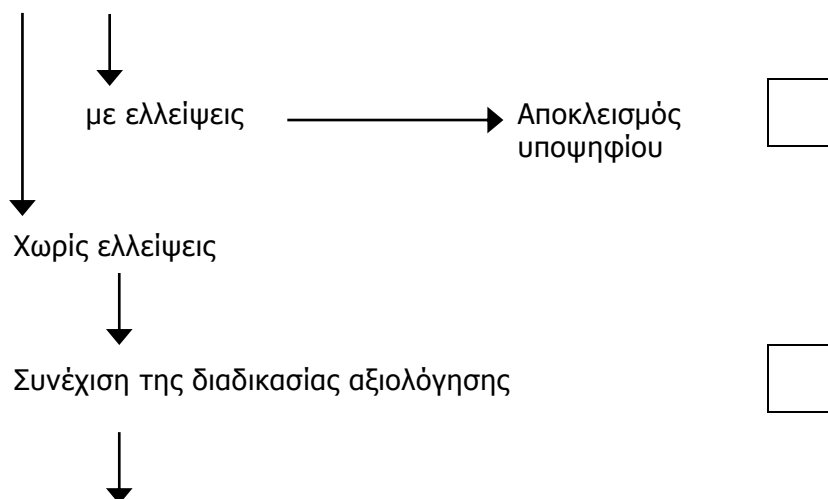 με ελλείψεις
Αποκλεισμός
υποψηφίου
Χωρίς ελλείψεις
Συνέχιση της διαδικασίας αξιολόγησης